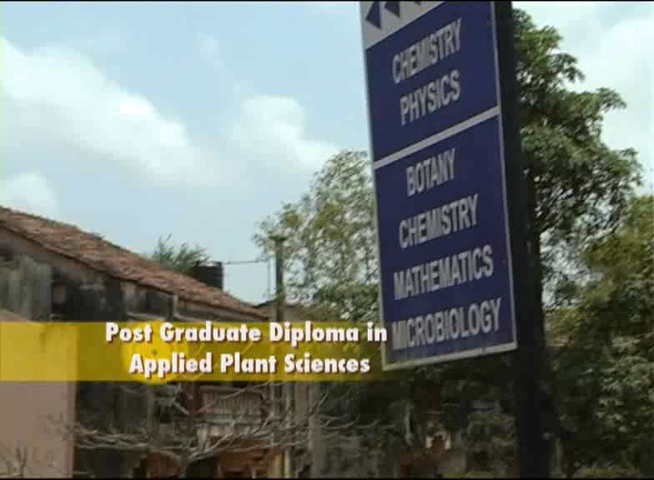 CHEMISTRY
PHYSICS
BOTANY
CHEMISTRY
MATHEMATICS
MICROBIOLOGY
Post Graduate Diploma in
Applied Plant Sciences